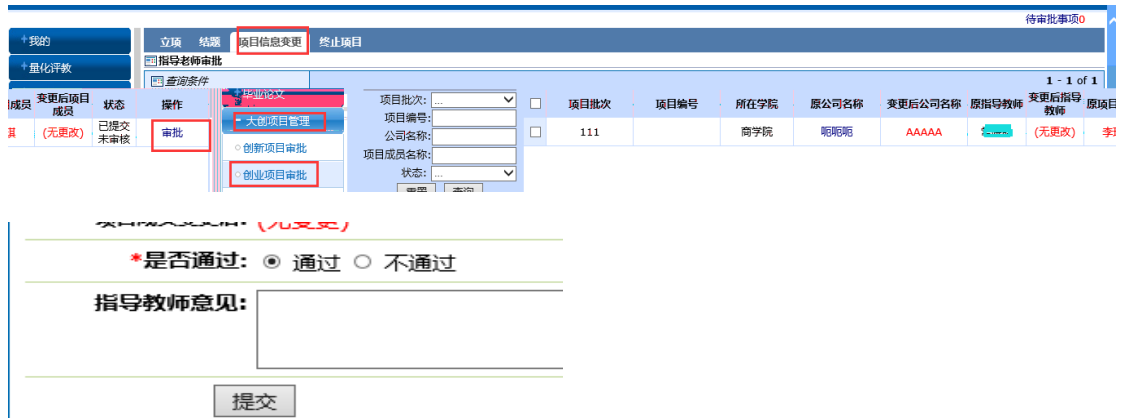 待审批事项0
+我的
立项 结题 项目信息变更 终止项目
指导老师审批
+量化评教
查询条件
1 - 1 of 1
成员 变更后项目成员 状态 操作
+毕业论文
项目批次: ...
项目批次 项目编号 所在学院 原公司名称 变更后公司名称 原指导教师 变更后指导教师 原项目
大创项目管理
项目编号:
(无更改) 已提交未审核 审批
公司名称:
111 商学院 呃呃呃 AAAAA (无更改) 李
创新项目审批
项目成员名称:
创业项目审批
状态: ...
重置 查询
(无变更)
*是否通过: 通过 不通过
指导教师意见:
提交